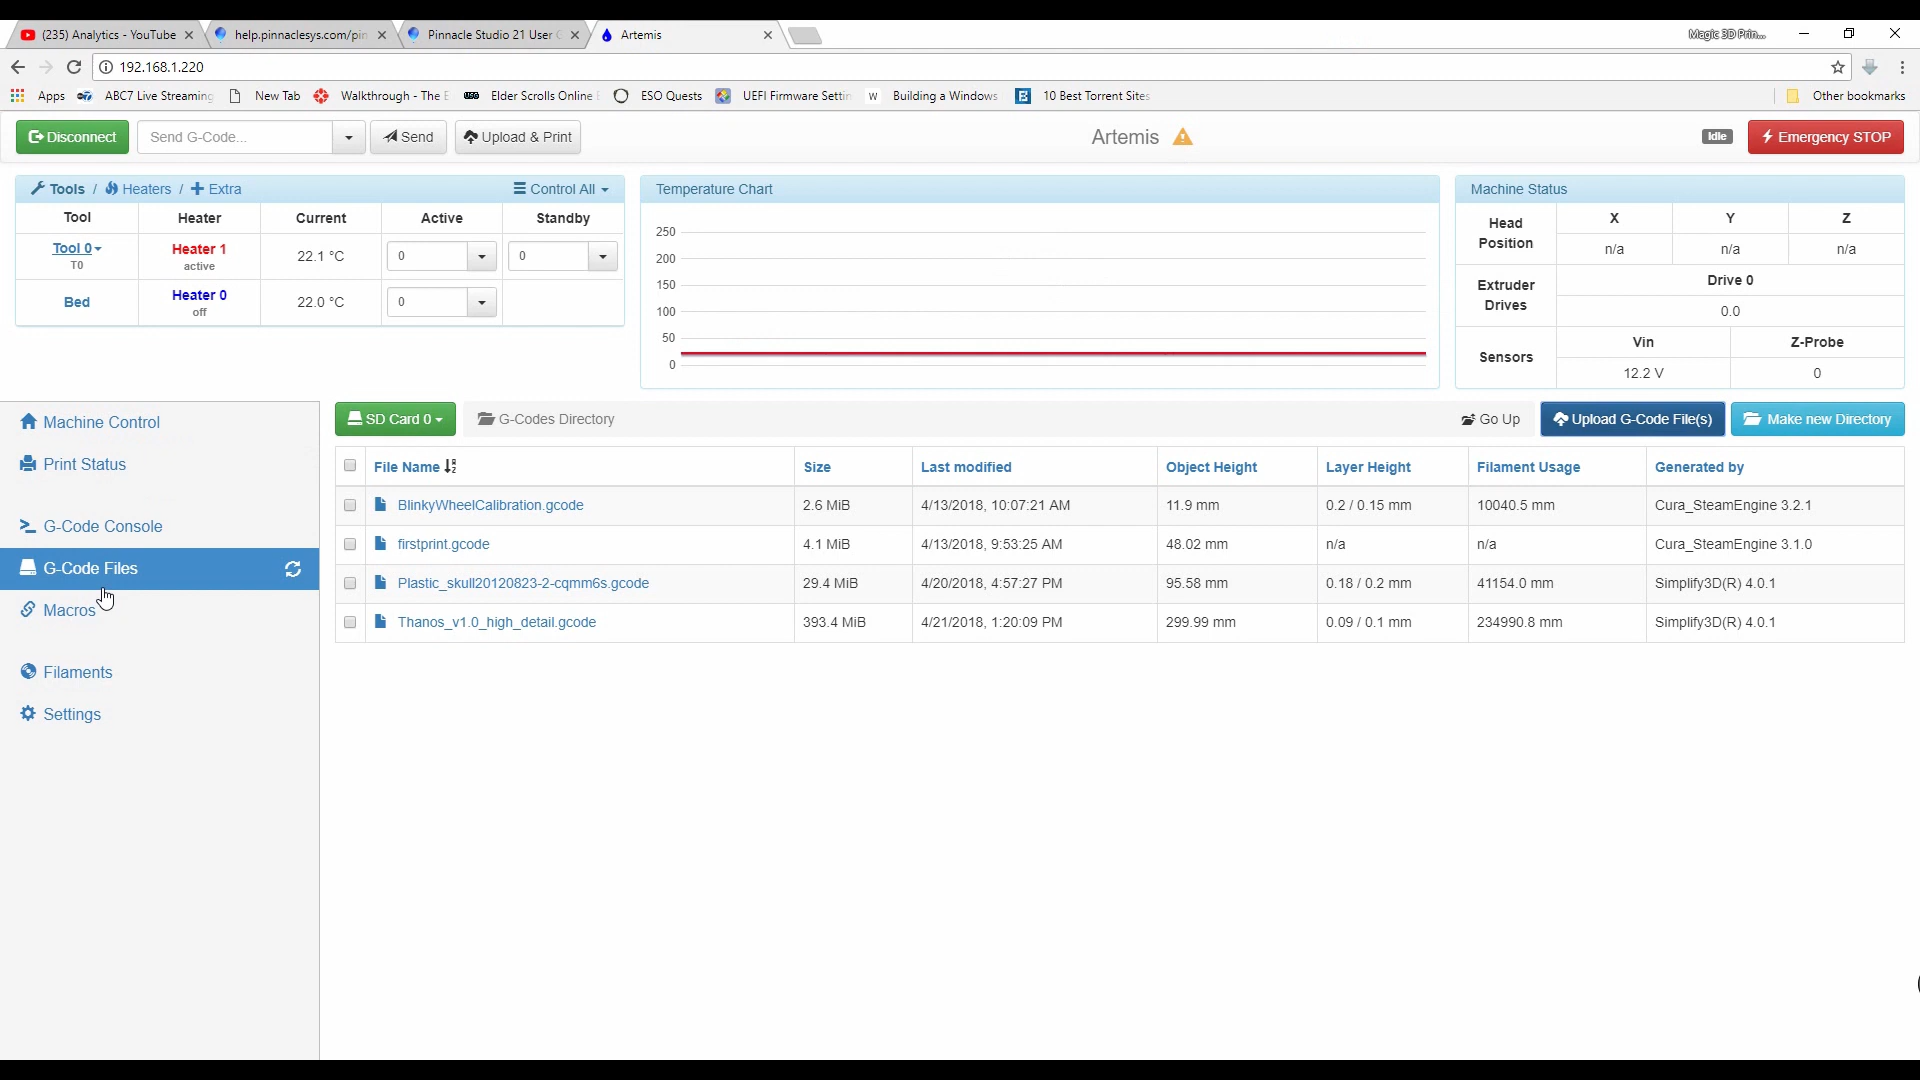 (235) Analytics - YouTube
help.pinnaclesys.com/pin
Pinnacle Studio 21 User G
Artemis
Magic 3D Prin...
192.168.1.220
Apps
ABC7 Live Streaming
New Tab
Walkthrough - The E
Elder Scrolls Online
ESO Quests
UEFI Firmware Settin
W Building a Windows
10 Best Torrent Sites
Other bookmarks
Disconnect
Send G-Code...
Send
Upload & Print
Artemis
Idle
Emergency STOP
Tools / Heaters / Extra
Control All
Tool Heater Current Active Standby
Tool 0 Heater 1 22.1 °C 0 0
T0 active
Bed Heater 0 22.0 °C 0
off
Temperature Chart
250
200
150
100
50
0
Machine Status
Head Position X Y Z
n/a n/a n/a
Extruder Drives Drive 0
0.0
Sensors Vin Z-Probe
12.2 V 0
Machine Control
Print Status
G-Code Console
G-Code Files
Macros
Filaments
Settings
SD Card 0
G-Codes Directory
Go Up
Upload G-Code File(s)
Make new Directory
File Name Size Last modified Object Height Layer Height Filament Usage Generated by
BlinkyWheelCalibration.gcode 2.6 MiB 4/13/2018, 10:07:21 AM 11.9 mm 0.2 / 0.15 mm 10040.5 mm Cura_SteamEngine 3.2.1
firstprint.gcode 4.1 MiB 4/13/2018, 9:53:25 AM 48.02 mm n/a n/a Cura_SteamEngine 3.1.0
Plastic_skull20120823-2-cqmm6s.gcode 29.4 MiB 4/20/2018, 4:57:27 PM 95.58 mm 0.18 / 0.2 mm 41154.0 mm Simplify3D(R) 4.0.1
Thanos_v1.0_high_detail.gcode 393.4 MiB 4/21/2018, 1:20:09 PM 299.99 mm 0.09 / 0.1 mm 234990.8 mm Simplify3D(R) 4.0.1